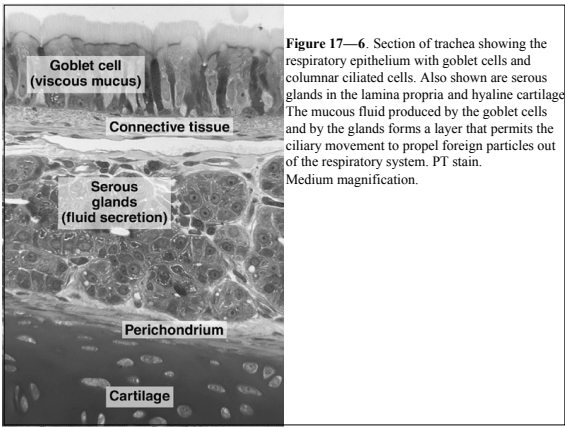 Goblet cell
(viscous mucus)
Connective tissue
Serous
glands
(fluid secretion)
Perichondrium
Cartilage
Figure 17—6. Section of trachea showing the
respiratory epithelium with goblet cells and
columnar ciliated cells. Also shown are serous
glands in the lamina propria and hyaline cartilage
The mucous fluid produced by the goblet cells
and by the glands forms a layer that permits the
ciliary movement to propel foreign particles out
of the respiratory system. PT stain.
Medium magnification.